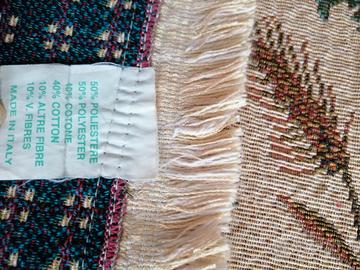 50% POLIESTERE
50% POLYESTER
40% COTONE
40% COTTON
10% ALTRE FIBRE
10% V. FIBRES
MADE IN ITALY